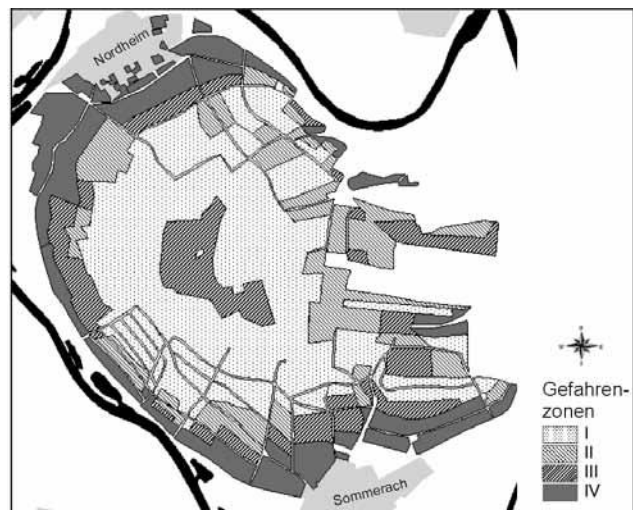 Nordheim
Gefahren-
zonen
I
II
III
IV
Sommerach